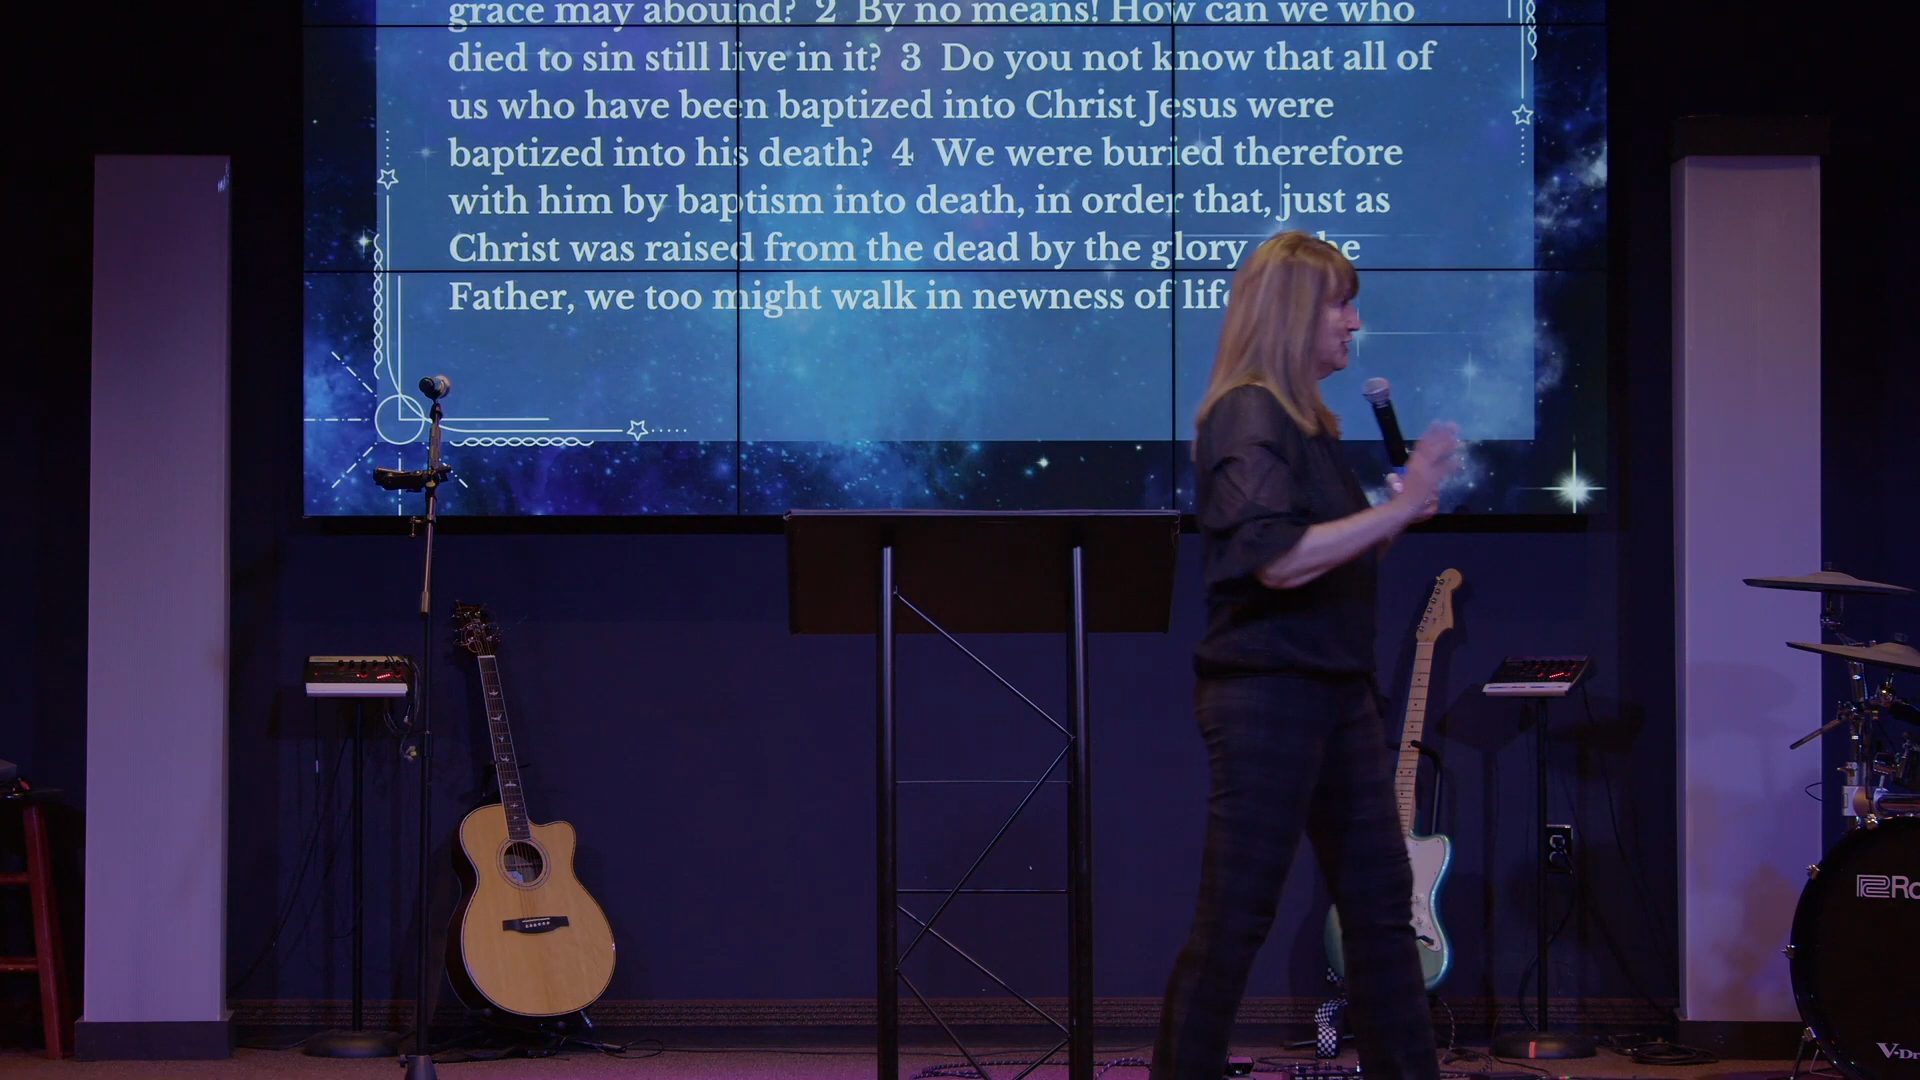 grace may abound? 2 By no means! How can we who
died to sin still live in it? 3 Do you not know that all of
us who have been baptized into Christ Jesus were
baptized into his death? 4 We were buried therefore
with him by baptism into death, in order that, just as
Christ was raised from the dead by the glory
Father, we too might walk in newness of life